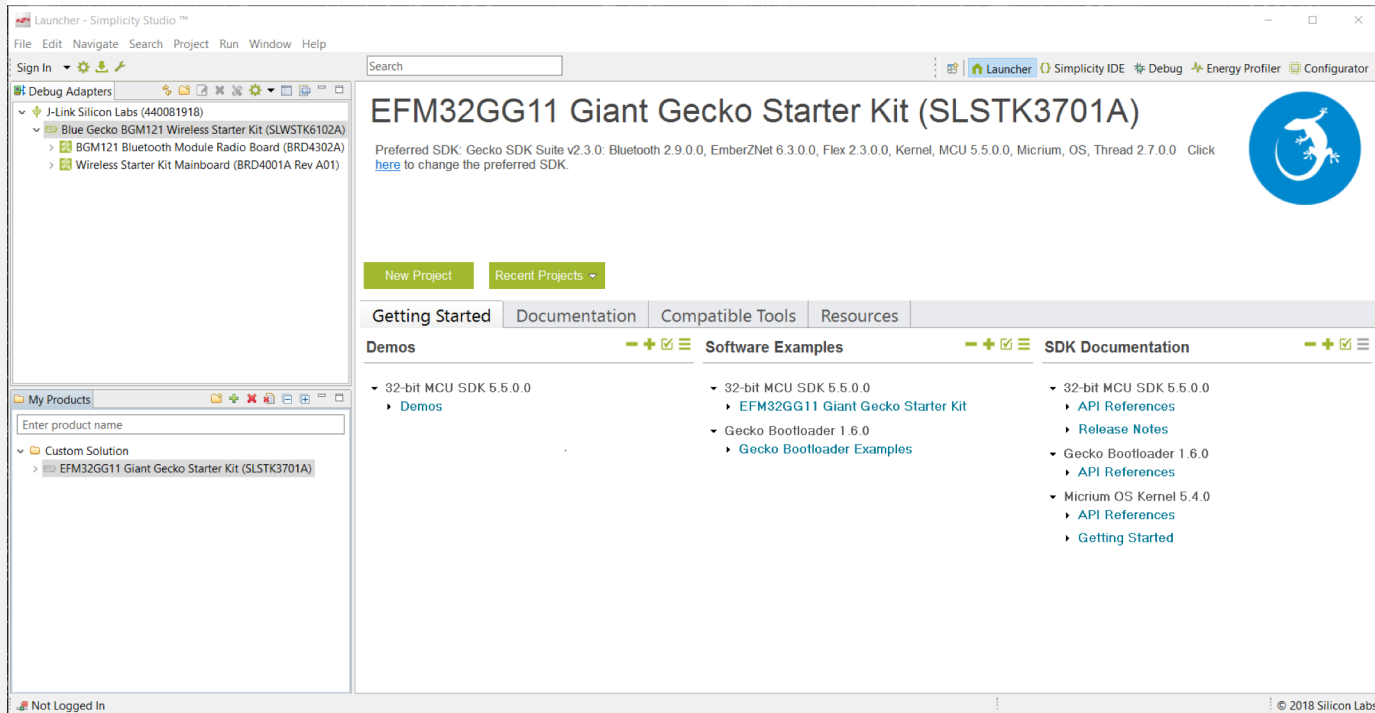 Launcher - Simplicity Studio ™
File Edit Navigate Search Project Run Window Help
Sign In
Search
Launcher
Simplicity IDE
Debug
Energy Profiler
Configurator
Debug Adapters
J-Link Silicon Labs (440081918)
Blue Gecko BGM121 Wireless Starter Kit (SLWSTK6102A)
BGM121 Bluetooth Module Radio Board (BRD4302A)
Wireless Starter Kit Mainboard (BRD4001A Rev A01)
My Products
Enter product name
Custom Solution
EFM32GG11 Giant Gecko Starter Kit (SLSTK3701A)
EFM32GG11 Giant Gecko Starter Kit (SLSTK3701A)
Preferred SDK: Gecko SDK Suite v2.3.0: Bluetooth 2.9.0.0, EmberZNet 6.3.0.0, Flex 2.3.0.0, Kernel, MCU 5.5.0.0, Micrium, OS, Thread 2.7.0.0 Click
here to change the preferred SDK.
New Project
Recent Projects
Getting Started
Documentation
Compatible Tools
Resources
Demos
32-bit MCU SDK 5.5.0.0
Demos
Software Examples
32-bit MCU SDK 5.5.0.0
EFM32GG11 Giant Gecko Starter Kit
Gecko Bootloader 1.6.0
Gecko Bootloader Examples
SDK Documentation
32-bit MCU SDK 5.5.0.0
API References
Release Notes
Gecko Bootloader 1.6.0
API References
Micrium OS Kernel 5.4.0
API References
Getting Started
Not Logged In
© 2018 Silicon Labs